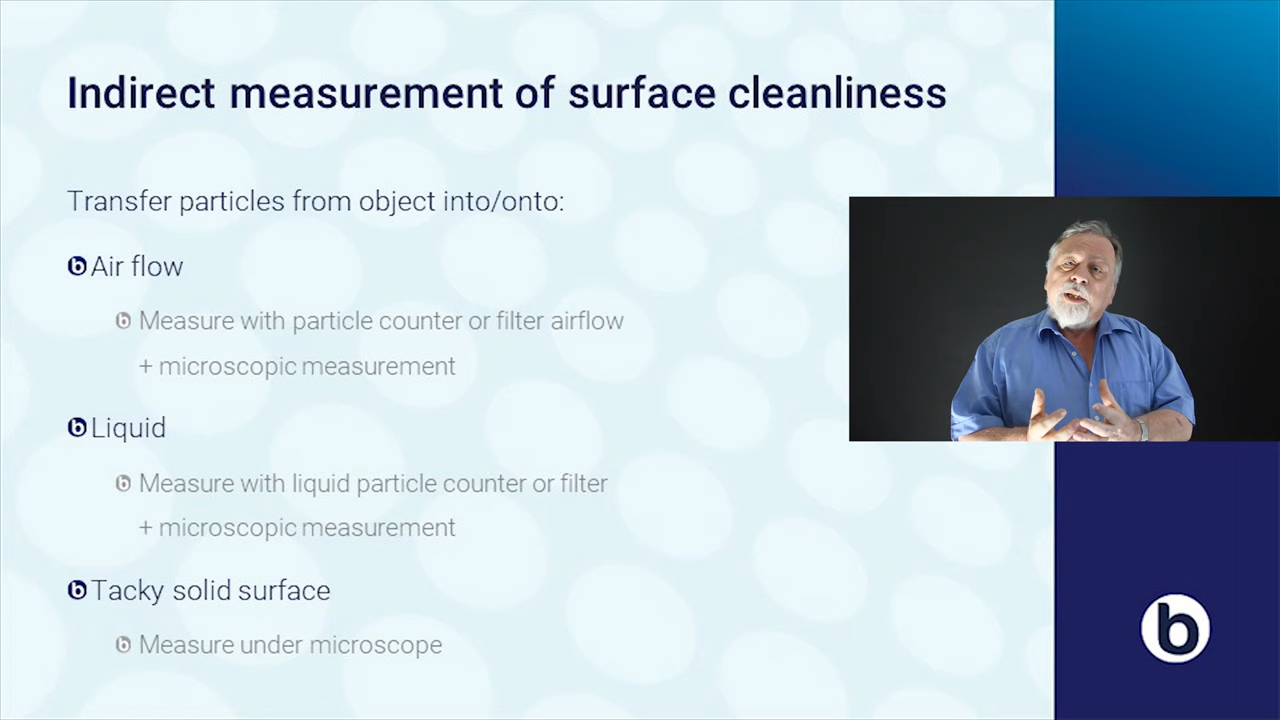 Indirect measurement of surface cleanliness
Transfer particles from object into/onto:
Air flow
Measure with particle counter or filter airflow
+ microscopic measurement
Liquid
Measure with liquid particle counter or filter
+ microscopic measurement
Tacky solid surface
Measure under microscope
b